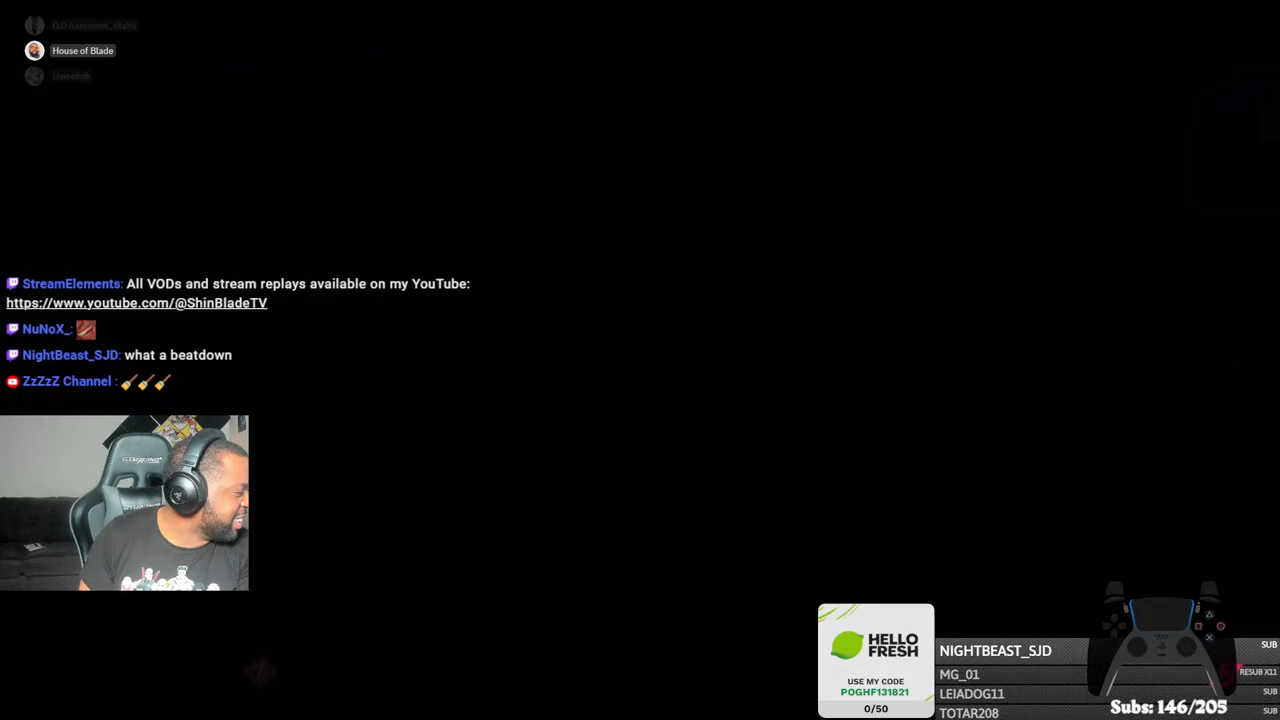 House of Blade
Uweefoik
StreamElements: All VODs and stream replays available on my YouTube:
https://www.youtube.com/@ShinBladeTV
NuNoX_:
NightBeast_SJD: what a beatdown
ZzZzZ Channel :
HELLO
FRESH
USE MY CODE
POGHF131821
0/50
NIGHTBEAST_SJD SUB
MG_01 RESUB X11
LEIADOG11 SUB
TOTAR208 SUB
Subs: 146/205